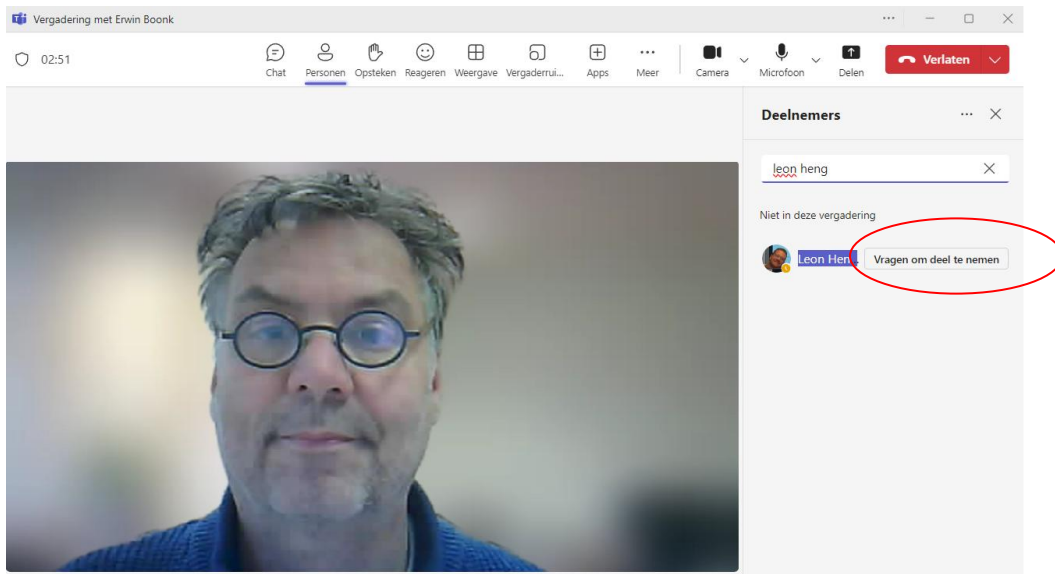 Vergadering met Erwin Boonk
02:51
Chat
Personen
Opsteken
Reageren
Weergave
Vergaderrui...
Apps
Meer
Camera
Microfoon
Delen
Verlaten
Deelnemers
leon heng
Niet in deze vergadering
Leon Heng
Vragen om deel te nemen